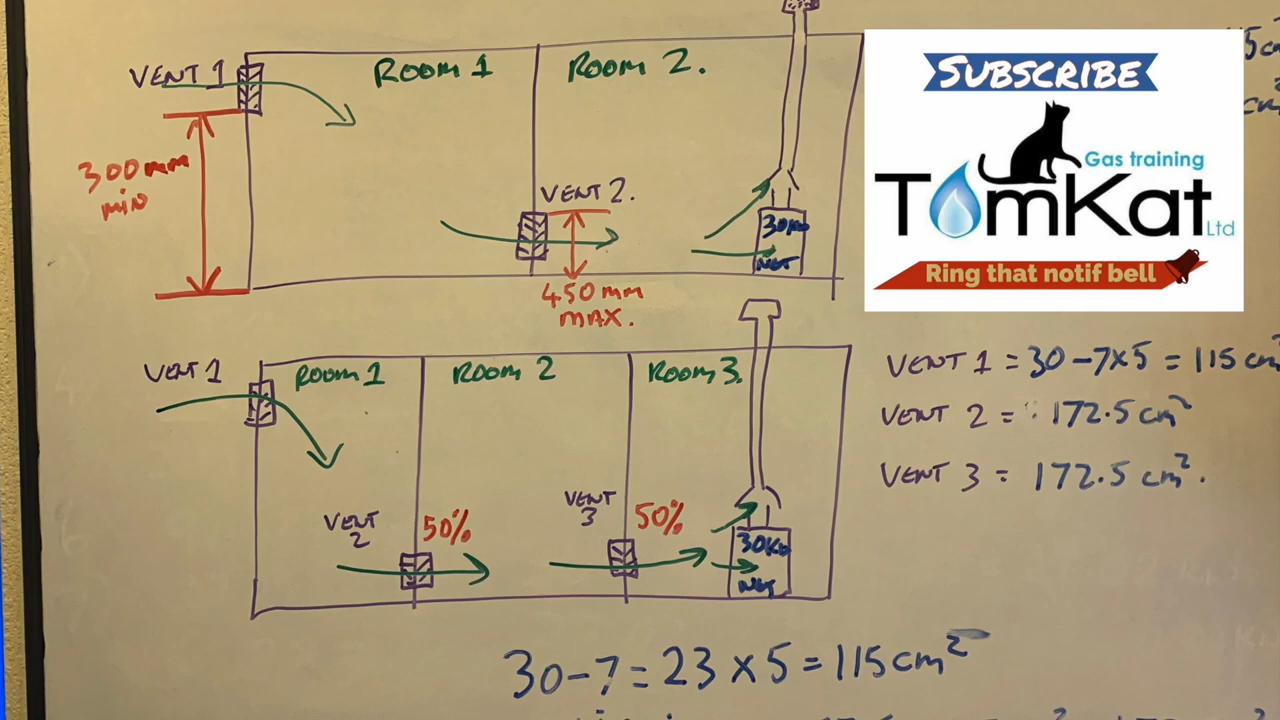 VENT 1
ROOM 1
ROOM 2.
300mm
min
VENT 2.
450mm
MAX.
30Kw
NET
SUBSCRIBE
Gas training
TomKat
Ltd
Ring that notif bell
VENT 1
ROOM 1
ROOM 2
ROOM 3.
VENT
2
50%
VENT
3
50%
30Kw
NET
VENT 1 = 30-7×5 = 115 cm
VENT 2 = 172.5 cm²
VENT 3 = 172.5 cm².
30-7=23×5=115cm²